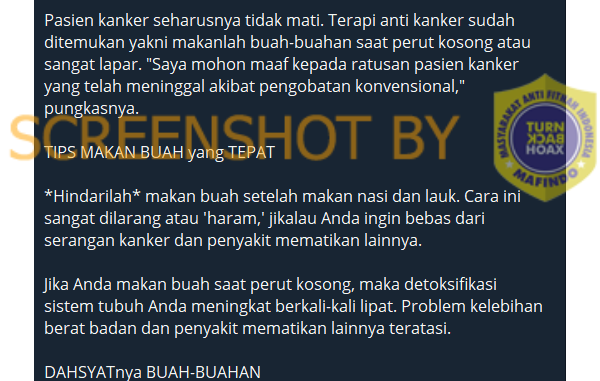 Pasien kanker seharusnya tidak mati. Terapi anti kanker sudah
ditemukan yakni makanlah buah-buahan saat perut kosong atau
sangat lapar. "Saya mohon maaf kepada ratusan pasien kanker
yang telah meninggal akibat pengobatan konvensional,"
pungkasnya.
SCREENSHOT BY
MASYARAKAT ANTI FITNAH INDONESIA
TURN
BACK
HOAX
MAFINDO
TIPS MAKAN BUAH yang TEPAT
*Hindarilah* makan buah setelah makan nasi dan lauk. Cara ini
sangat dilarang atau 'haram,' jikalau Anda ingin bebas dari
serangan kanker dan penyakit mematikan lainnya.
Jika Anda makan buah saat perut kosong, maka detoksifikasi
sistem tubuh Anda meningkat berkali-kali lipat. Problem kelebihan
berat badan dan penyakit mematikan lainnya teratasi.
DAHSYATnya BUAH-BUAHAN